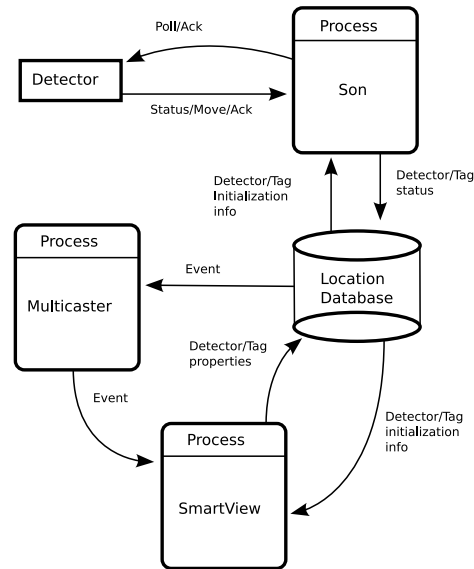 Poll/Ack
Process
Detector
Son
Status/Move/Ack
Detector/Tag
Initialization
info
Detector/Tag
status
Process
Multicaster
Event
Location
Database
Detector/Tag
properties
Event
Detector/Tag
initialization
info
Process
SmartView